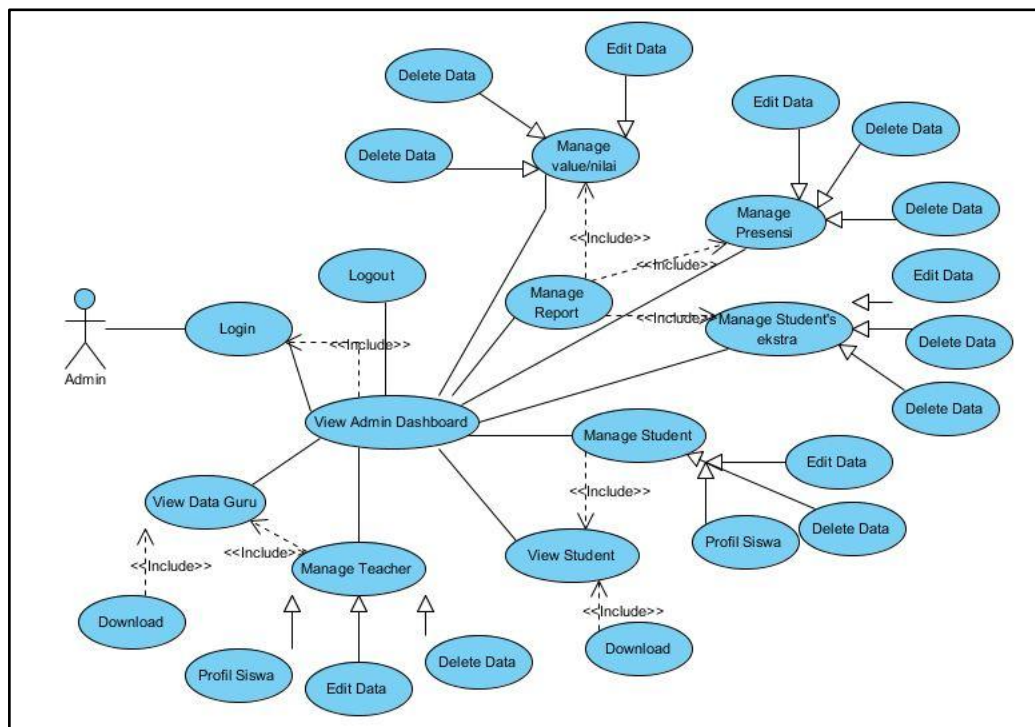 Edit Data
Delete Data
Edit Data
Delete Data
Delete Data
Manage
value/nilai
Delete Data
Manage
Presensi
<<Include>>
<<Include>>
Logout
Edit Data
Manage
Report
<<Include>>
Manage Student's
ekstra
Login
<<Include>>
Delete Data
Admin
Delete Data
View Admin Dashboard
Manage Student
Edit Data
View Data Guru
<<Include>>
Profil Siswa
Delete Data
<<Include>>
View Student
<<Include>>
Manage Teacher
<<Include>>
Download
Download
Profil Siswa
Edit Data
Delete Data
Delete Data